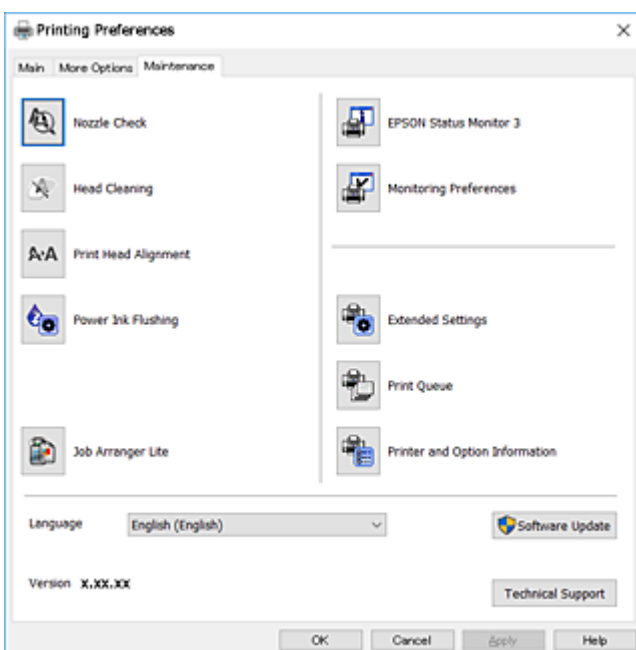 Printing Preferences
Main More Options Maintenance
Nozzle Check
EPSON Status Monitor 3
Head Cleaning
Monitoring Preferences
A·A Print Head Alignment
Power Ink Flushing
Extended Settings
Print Queue
Job Arranger Lite
Printer and Option Information
Language English (English)
Software Update
Version X.XX.XX
Technical Support
OK Cancel Apply Help